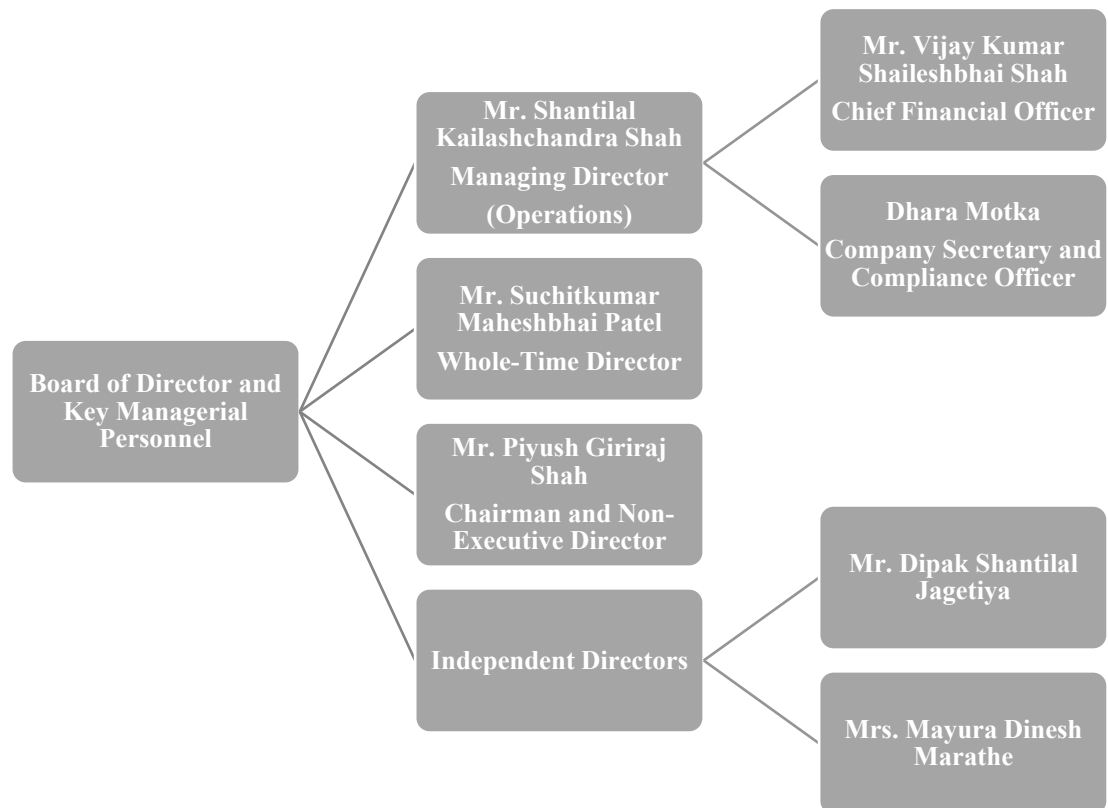 Board of Director and
Key Managerial
Personnel
Mr. Shantilal
Kailashchandra Shah
Managing Director
(Operations)
Mr. Vijay Kumar
Shaileshbhai Shah
Chief Financial Officer
Dhara Motka
Company Secretary and
Compliance Officer
Mr. Suchitkumar
Maheshbhai Patel
Whole-Time Director
Mr. Piyush Giriraj
Shah
Chairman and Non-
Executive Director
Independent Directors
Mr. Dipak Shantilal
Jagetiya
Mrs. Mayura Dinesh
Marathe